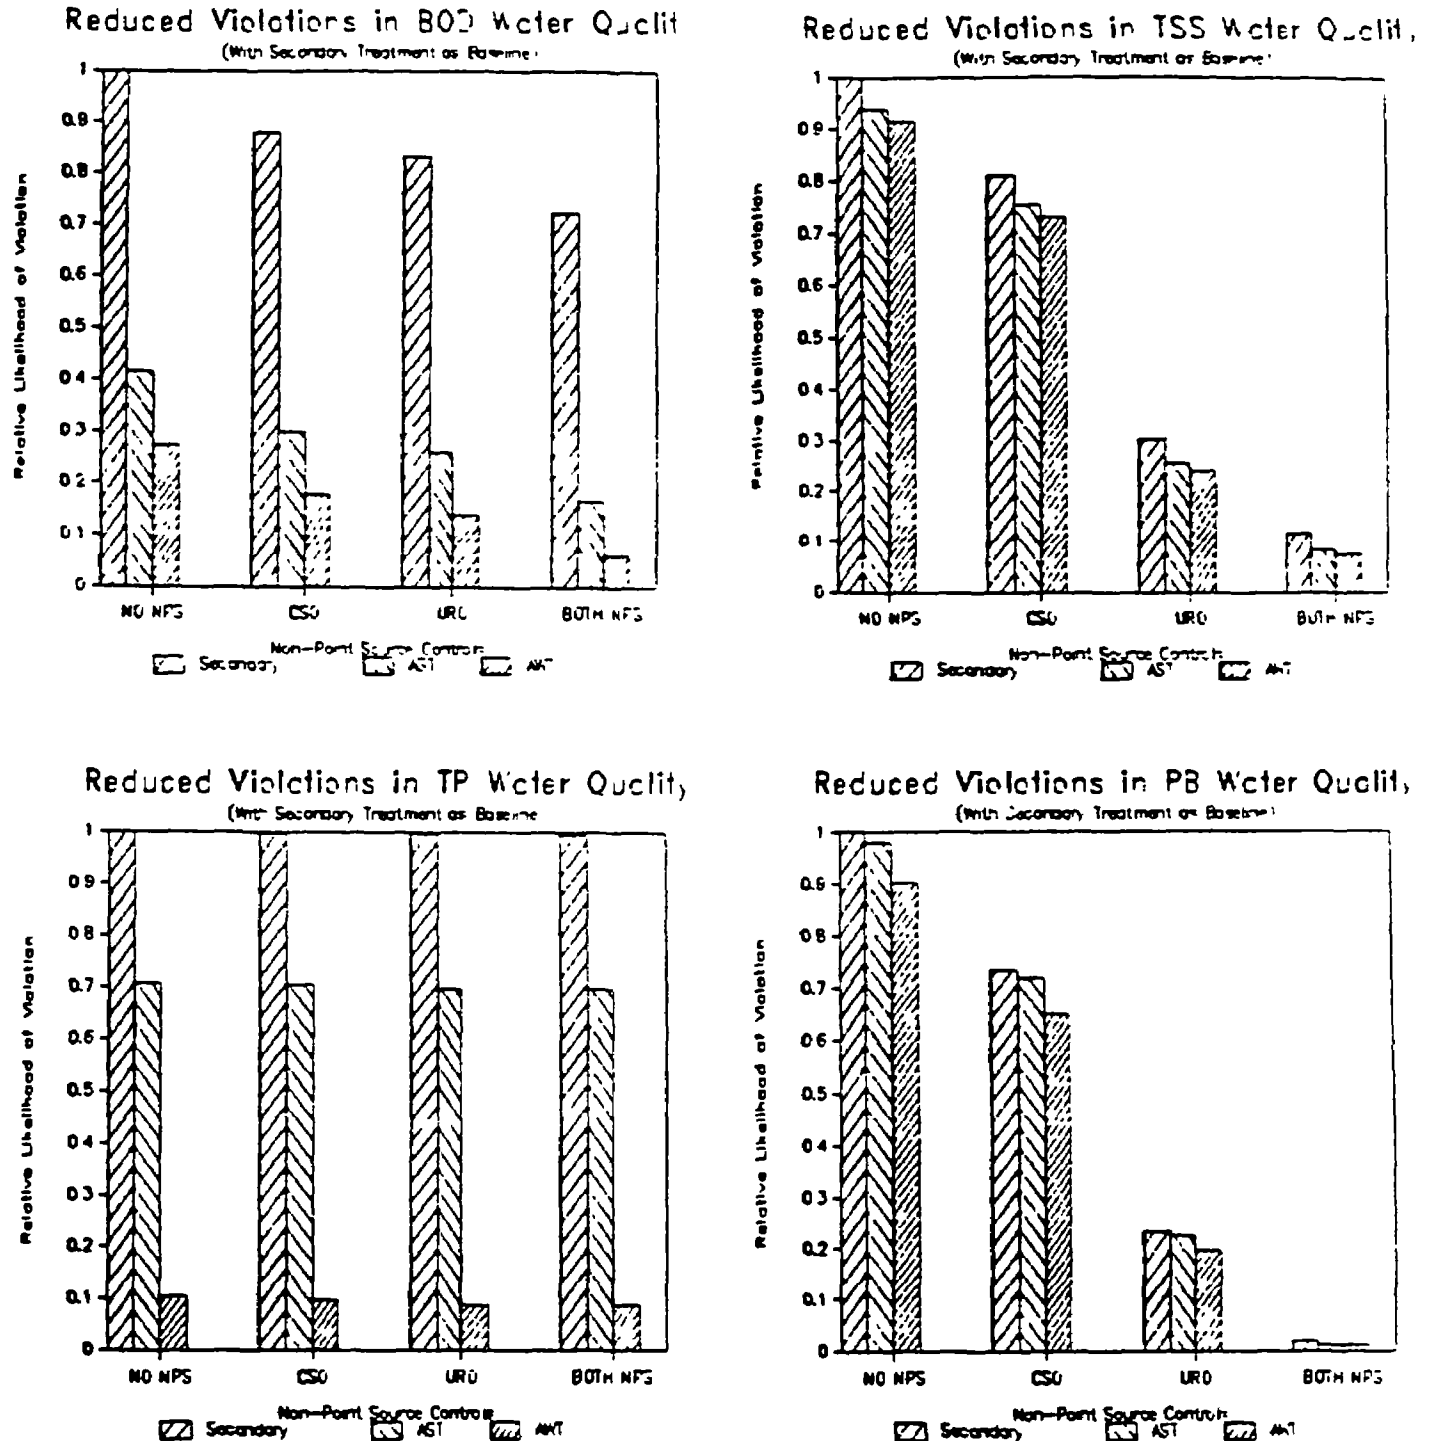 Reduced Violations in BOD Water Qualit
(With Secondary Treatment as Baseline)
1
0.9
0.8
0.7
0.6
0.5
0.4
0.3
0.2
0.1
0
Relative Likelihood of Violation
NO NPS CSO URO BOTH NPS
Non-Point Source Controls
Secondary AST AWT
Reduced Violations in TSS Water Quality
(With Secondary Treatment as Baseline)
1
0.9
0.8
0.7
0.6
0.5
0.4
0.3
0.2
0.1
0
Relative Likelihood of Violation
NO NPS CSO URO BOTH NPS
Non-Point Source Controls
Secondary AST AWT
Reduced Violations in TP Water Quality
(With Secondary Treatment as Baseline
1
0.9
0.8
0.7
0.6
0.5
0.4
0.3
0.2
0.1
0
Relative Likelihood of Violation
NO NPS CSO URO BOTH NPS
Non-Point Source Controls
Secondary AST AWT
Reduced Violations in PB Water Quality
(With Secondary Treatment as Baseline)
1
0.9
0.8
0.7
0.6
0.5
0.4
0.3
0.2
0.1
0
Relative Likelihood of Violation
NO NPS CSO URO BOTH NPS
Non-Point Source Controls
Secondary AST AWT